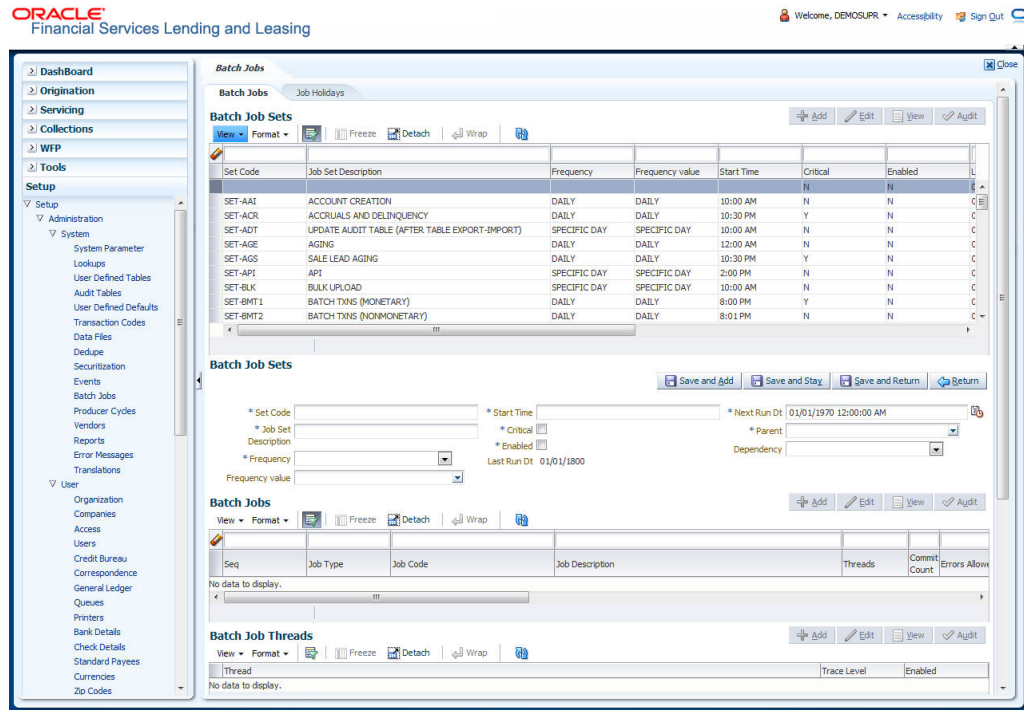 ORACLE
Financial Services Lending and Leasing
Welcome, DEMOSUPR
Accessibility
Sign Out
Close
DashBoard
Origination
Servicing
Collections
WFP
Tools
Setup
Setup
Administration
System
System Parameter
Lookups
User Defined Tables
Audit Tables
User Defined Defaults
Transaction Codes
Data Files
Dedupe
Securitization
Events
Batch Jobs
Producer Cycles
Vendors
Reports
Error Messages
Translations
User
Organization
Companies
Access
Users
Credit Bureau
Correspondence
General Ledger
Queues
Printers
Bank Details
Check Details
Standard Payees
Currencies
Zip Codes
Batch Jobs
Batch Jobs Job Holidays
Batch Job Sets
Add Edit View Audit
View Format Freeze Detach Wrap
Set Code Job Set Description Frequency Frequency value Start Time Critical Enabled L
N N
SET-AAI ACCOUNT CREATION DAILY DAILY 10:00 AM N N
SET-ACR ACCRUALS AND DELINQUENCY DAILY DAILY 10:30 PM Y N
SET-ADT UPDATE AUDIT TABLE (AFTER TABLE EXPORT-IMPORT) SPECIFIC DAY SPECIFIC DAY 10:00 AM N N
SET-AGE AGING DAILY DAILY 12:00 AM N N
SET-AGS SALE LEAD AGING DAILY DAILY 10:30 PM Y N
SET-API API SPECIFIC DAY SPECIFIC DAY 2:00 PM N N
SET-BLK BULK UPLOAD SPECIFIC DAY SPECIFIC DAY 10:00 AM N N
SET-BMT1 BATCH TXNS (MONETARY) DAILY DAILY 8:00 PM Y N
SET-BMT2 BATCH TXNS (NONMONETARY) DAILY DAILY 8:01 PM N N
Batch Job Sets
Save and Add Save and Stay Save and Return Return
* Set Code
* Job Set Description
* Frequency
Frequency value
* Start Time
* Critical
* Enabled
Last Run Dt 01/01/1800
* Next Run Dt 01/01/1970 12:00:00 AM
* Parent
Dependency
Batch Jobs
Add Edit View Audit
View Format Freeze Detach Wrap
Seq Job Type Job Code Job Description Threads Commit Count Errors Allowe
No data to display.
Batch Job Threads
Add Edit View Audit
View Format Freeze Detach Wrap
Thread Trace Level Enabled
No data to display.